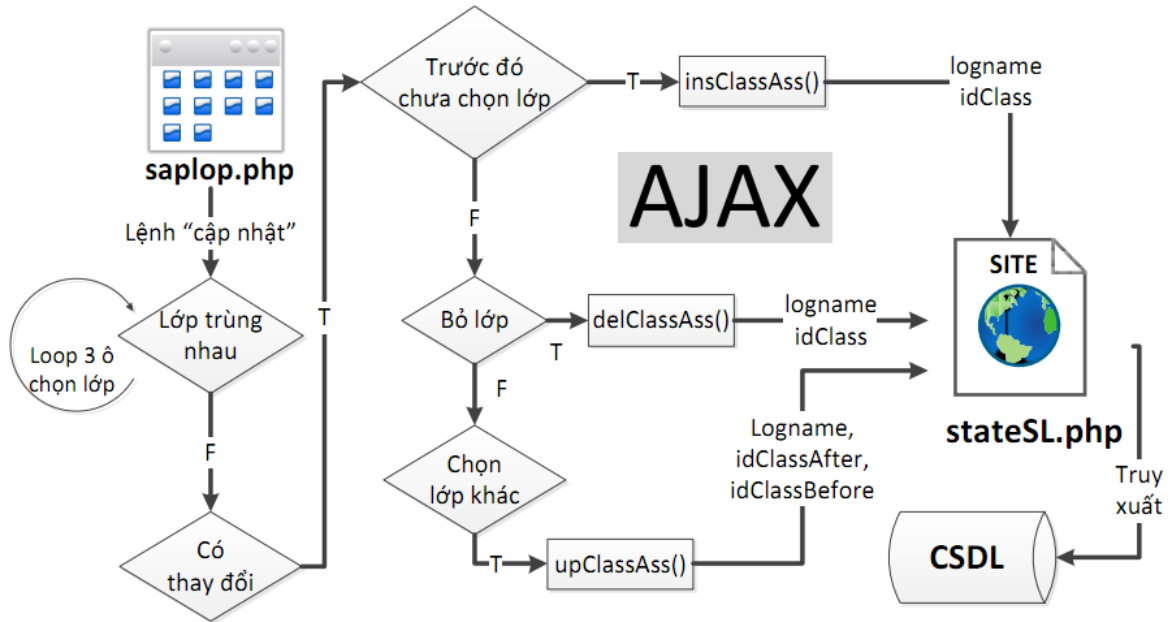 saplop.php
Lệnh “cập nhật”
Loop 3 ô
chọn lớp
Lớp trùng
nhau
F
Có
thay đổi
T
Trước đó
chưa chọn lớp
T
insClassAss()
logname
idClass
F
AJAX
Bỏ lớp
T
delClassAss()
logname
idClass
F
Chọn
lớp khác
T
upClassAss()
Logname,
idClassAfter,
idClassBefore
SITE
stateSL.php
Truy
xuất
CSDL